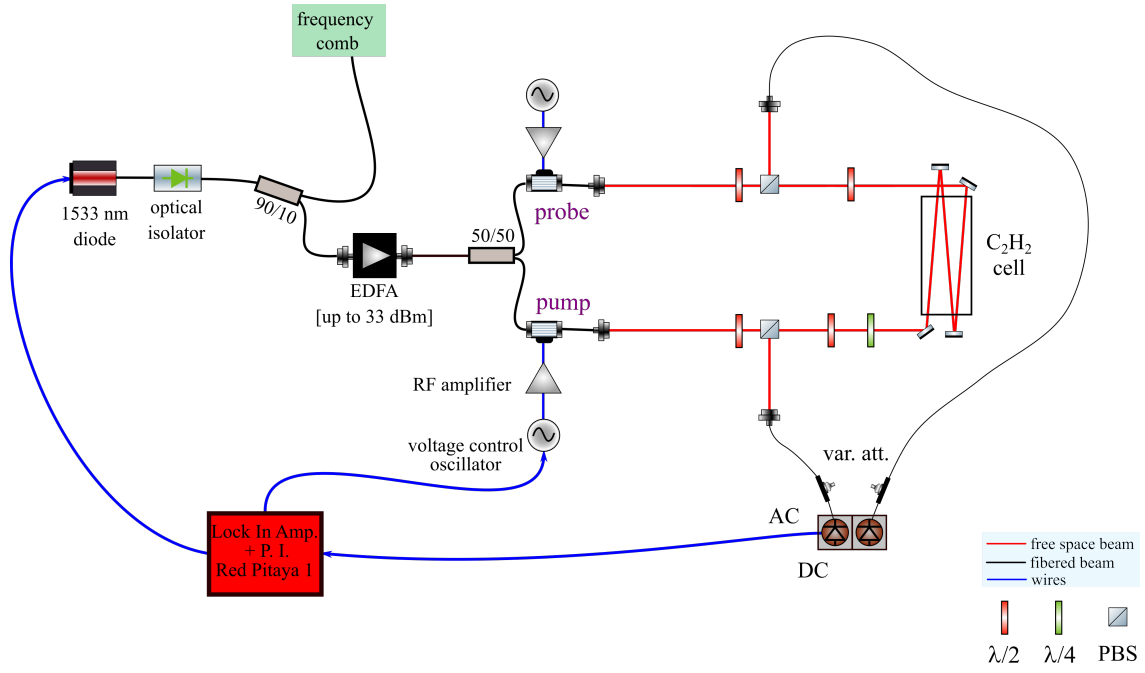 frequency
comb
1533 nm
diode
optical
isolator
90/10
EDFA
[up to 33 dBm]
50/50
probe
pump
C₂H₂
cell
RF amplifier
voltage control
oscillator
var. att.
Lock In Amp.
+ P. I.
Red Pitaya 1
AC
DC
free space beam
fibered beam
wires
λ/2
λ/4
PBS